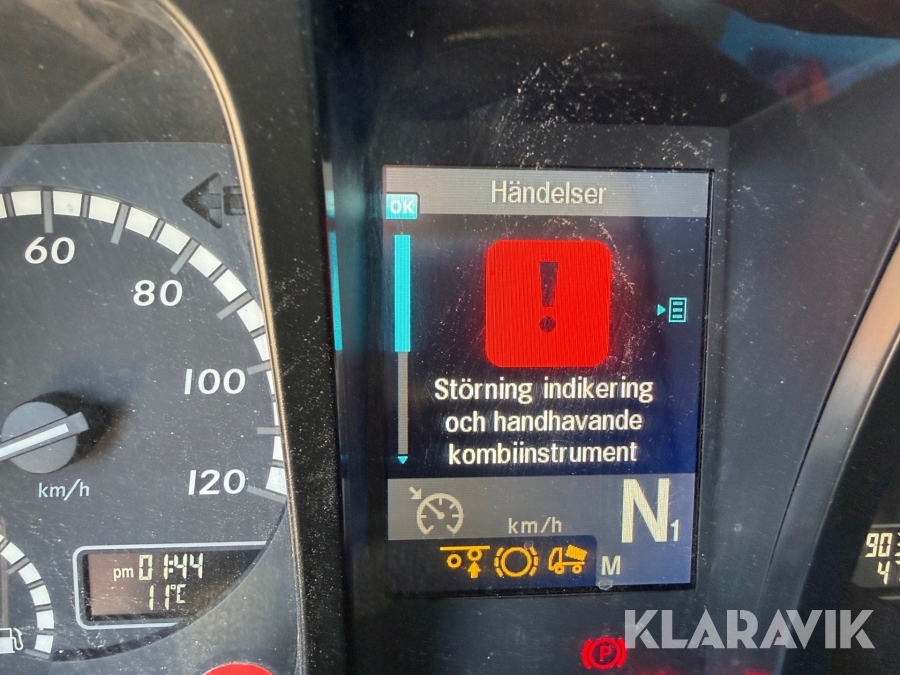 Händelser
OK
60
80
100
120
km/h
Störning indikering
och handhavande
kombiinstrument
km/h
N1
M
pm 01:44
11°C
P
903
KLARAVIK